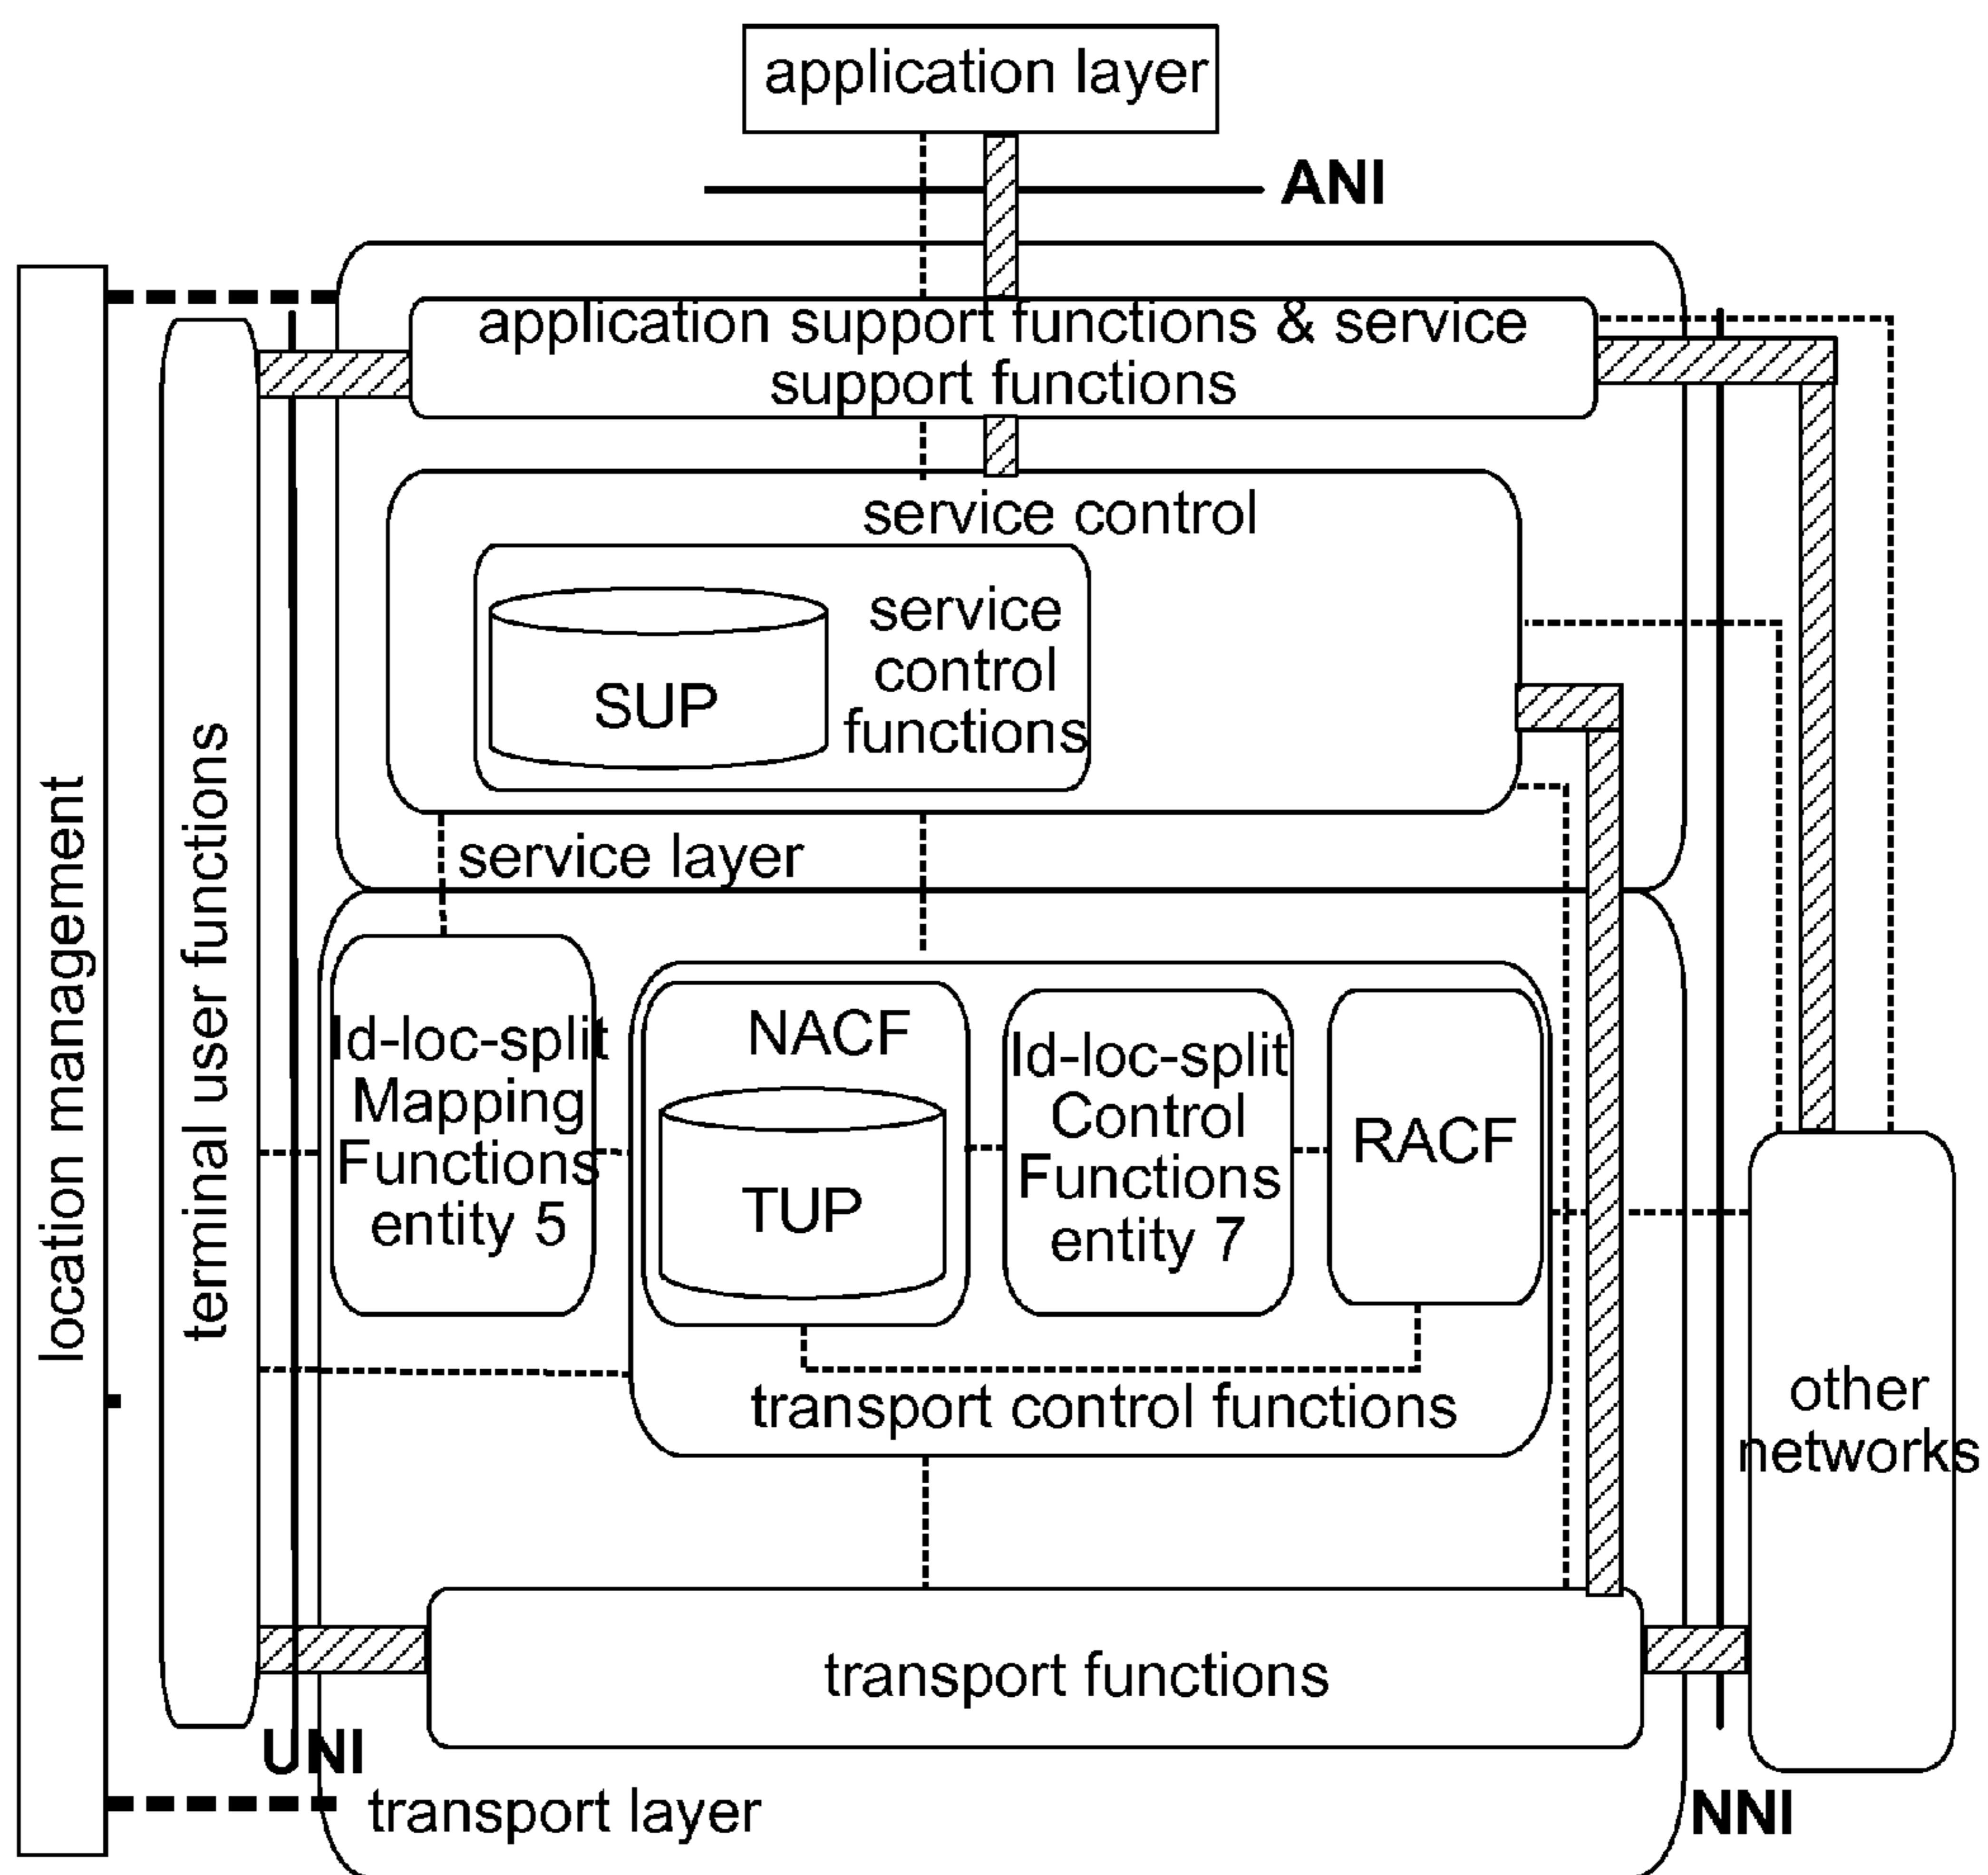 application layer
ANI
application support functions & service
support functions
service control
service
control
functions
SUP
service layer
location management
terminal user functions
Id-loc-split
Mapping
Functions
entity 5
NACF
TUP
Id-loc-split
Control
Functions
entity 7
RACF
transport control functions
other
networks
transport functions
UNI
transport layer
NNI